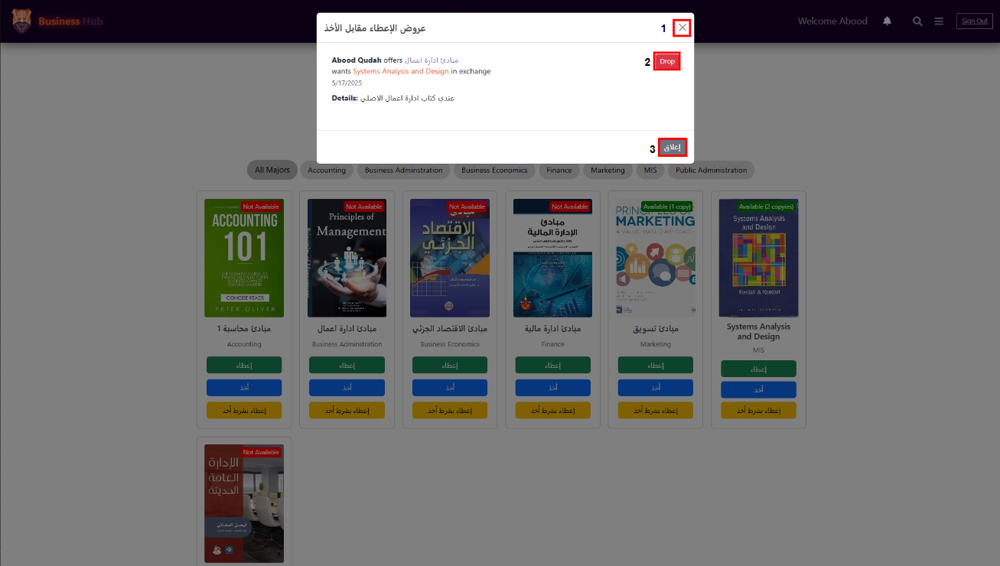 Business Hub
Welcome Abood
Sign Out
عروض الإعطاء مقابل الأخذ
1
Abood Qudah offers مبادئ ادارة اعمال
2
Drop
wants Systems Analysis and Design in exchange
5/17/2025
Details: عندي كتاب ادارة اعمال الاصلي
3
إغلاق
All Majors
Accounting
Business Adminstration
Business Economics
Finance
Marketing
MIS
Public Administration
Not Available
ACCOUNTING
101
CONCISE READS
PETER OLIVER
مبادئ محاسبة 1
Accounting
إعطاء
أخذ
إعطاء بشرط أخذ
Not Available
Principles of
Management
مبادئ ادارة اعمال
Business Adminstration
إعطاء
أخذ
إعطاء بشرط أخذ
Not Available
مبادئ
الاقتصاد
الجزئي
مبادئ الاقتصاد الجزئي
Business Economics
إعطاء
أخذ
إعطاء بشرط أخذ
Not Available
مبادئ
الإدارة المالية
مبادئ ادارة مالية
Finance
إعطاء
أخذ
إعطاء بشرط أخذ
Available (1 copy)
PRINCIPLES OF
MARKETING
A VALUE-BASED APPROACH
مبادئ تسويق
Marketing
إعطاء
أخذ
إعطاء بشرط أخذ
Available (2 copyies)
Systems Analysis
and Design
Kendall & Kendall
Systems Analysis
and Design
MIS
إعطاء
أخذ
إعطاء بشرط أخذ
Not Available
الإدارة
العامة
الحديثة